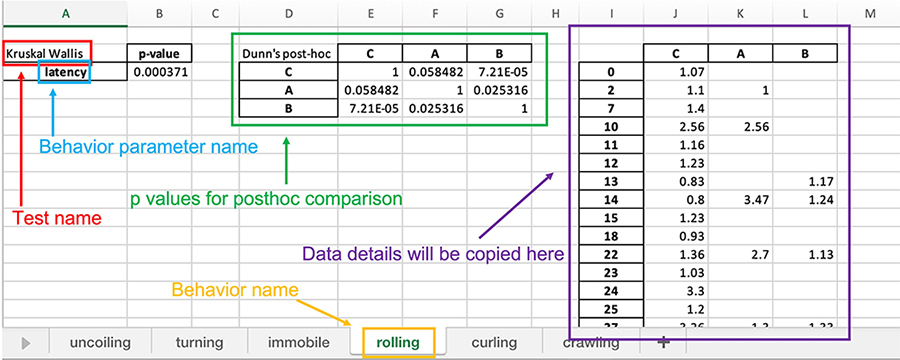 A B C D E F G H I J K L M
Kruskal Wallis p-value Dunn's post-hoc C A B C A B
latency 0.000371 C 1 0.058482 7.21E-05 0 1.07
A 0.058482 1 0.025316 2 1.1 1
B 7.21E-05 0.025316 1 7 1.4
10 2.56 2.56
11 1.16
Behavior parameter name
12 1.23
13 0.83 1.17
p values for posthoc comparison
14 0.8 3.47 1.24
Test name
15 1.23
18 0.93
Data details will be copied here
22 1.36 2.7 1.13
23 1.03
Behavior name
24 3.3
25 1.2
uncoiling turning immobile rolling curling crawling +